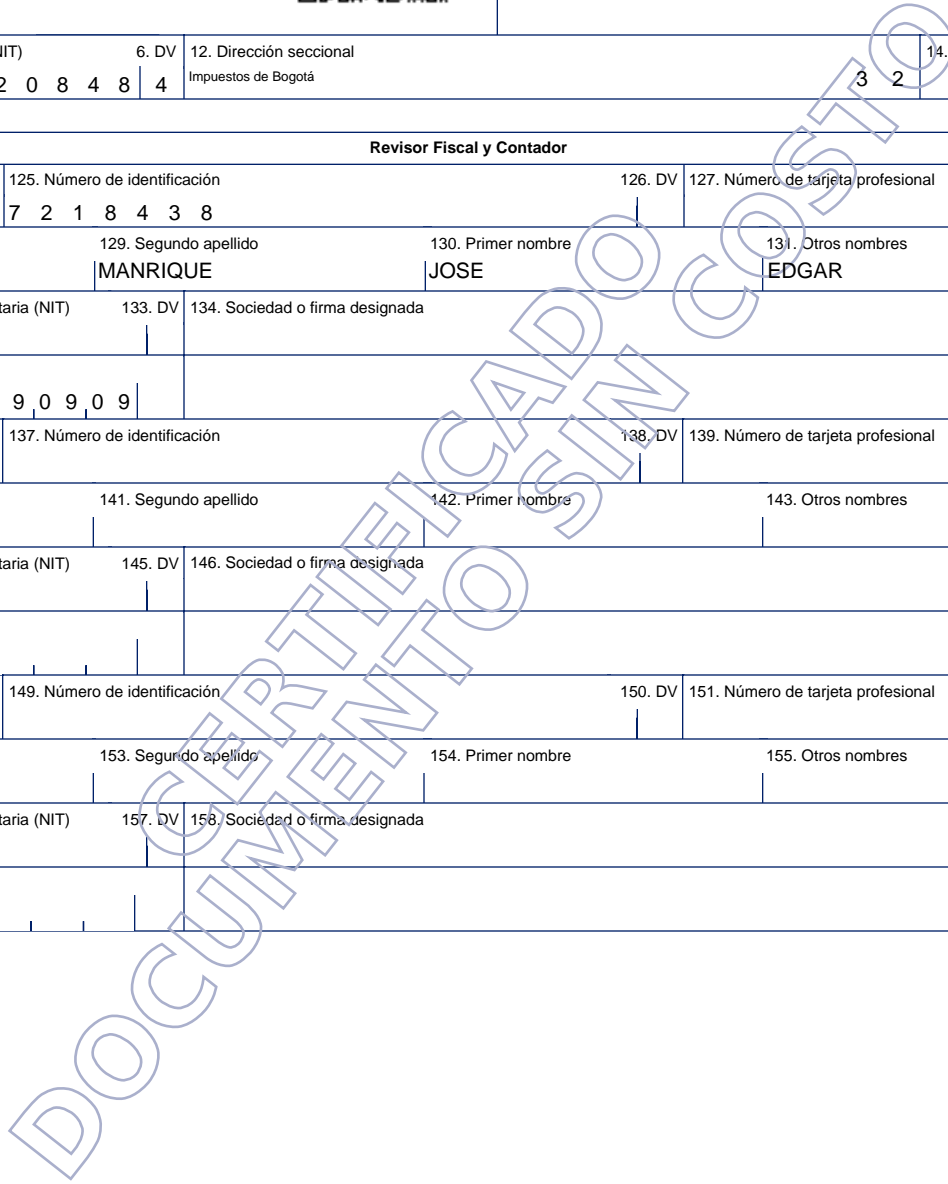 6. DV 12. Dirección seccional 14.
0 8 4 8 4 Impuestos de Bogotá 3 2
Revisor Fiscal y Contador
125. Número de identificación 126. DV 127. Número de tarjeta profesional
7 2 1 8 4 3 8
129. Segundo apellido 130. Primer nombre 131. Otros nombres
MANRIQUE JOSE EDGAR
taria (NIT) 133. DV 134. Sociedad o firma designada
9 0 9 0 9
137. Número de identificación 138. DV 139. Número de tarjeta profesional
141. Segundo apellido 142. Primer nombre 143. Otros nombres
taria (NIT) 145. DV 146. Sociedad o firma designada
149. Número de identificación 150. DV 151. Número de tarjeta profesional
153. Segundo apellido 154. Primer nombre 155. Otros nombres
taria (NIT) 157. DV 158. Sociedad o firma designada
CERTIFICADO
DOCUMENTO SIN COSTO